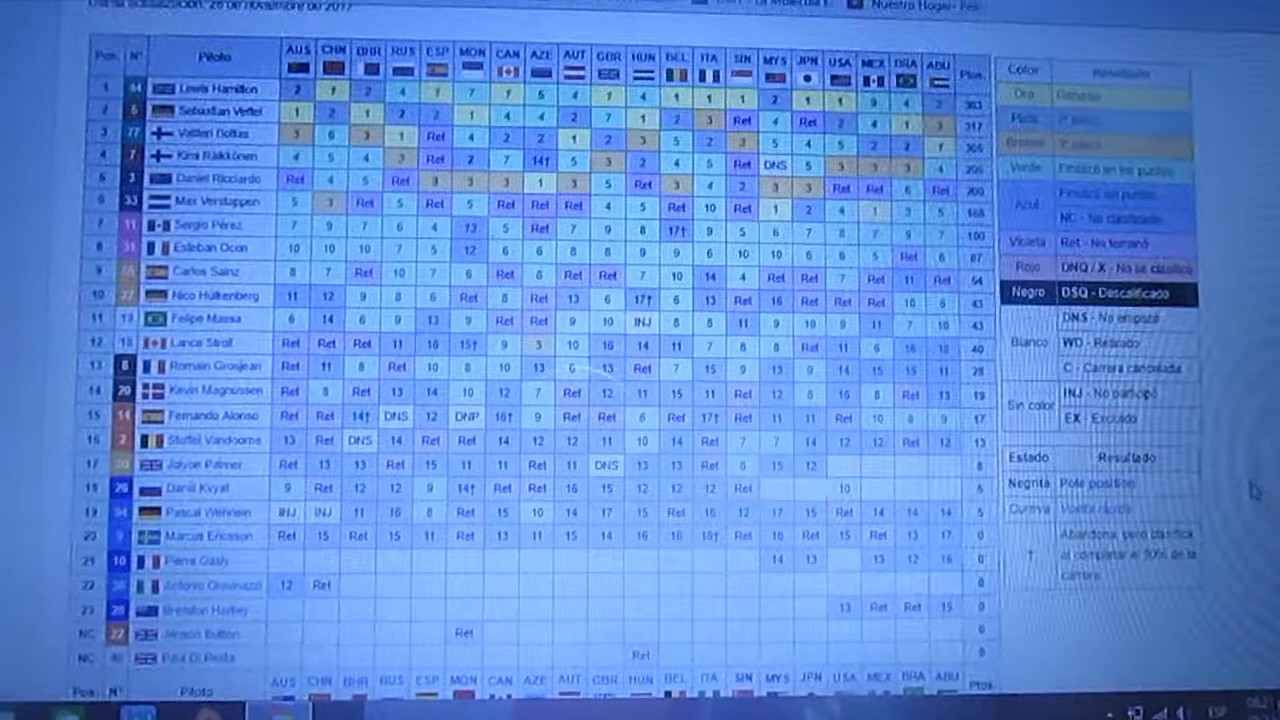 Pos. Nº Piloto AUS CHN BHR RUS ESP MON CAN AZE AUT GBR HUN BEL ITA SIN MYS JPN USA MEX BRA ABU Ptos.
1 44 Lewis Hamilton 2 1 2 4 1 7 1 5 4 1 4 1 1 1 2 1 1 9 4 2 363
2 5 Sebastian Vettel 1 2 1 2 2 1 4 4 2 7 1 2 3 Ret 4 Ret 2 4 1 3 317
3 77 Valtteri Bottas 3 6 3 1 Ret 4 2 2 1 2 3 5 2 3 5 4 5 2 2 1 305
4 7 Kimi Räikkönen 4 5 4 3 Ret 2 7 14† 5 3 2 4 5 Ret DNS 5 3 3 3 4 205
5 3 Daniel Ricciardo Ret 4 5 Ret 3 3 3 1 3 5 Ret 3 4 2 3 3 Ret Ret 6 Ret 200
6 33 Max Verstappen 5 3 Ret 5 Ret 5 Ret Ret Ret 4 5 Ret 10 Ret 1 2 4 1 5 5 168
7 11 Sergio Pérez 7 9 7 6 4 13 5 Ret 7 9 8 17† 9 5 6 7 8 7 9 7 100
8 31 Esteban Ocon 10 10 10 7 5 12 6 6 8 8 9 9 6 10 10 6 6 5 Ret 8 87
9 Carlos Sainz 8 7 Ret 10 7 6 Ret 8 Ret Ret 7 10 14 4 Ret Ret 7 Ret 11 Ret 54
10 27 Nico Hülkenberg 11 12 9 8 6 Ret 8 Ret 13 6 17† 6 13 Ret 16 Ret Ret Ret 10 6 43
11 19 Felipe Massa 6 14 6 9 13 9 Ret Ret 9 10 INJ 8 8 11 9 10 9 11 7 10 43
12 18 Lance Stroll Ret Ret Ret 11 16 15† 9 3 10 16 14 11 7 8 8 Ret 11 6 16 18 40
13 8 Romain Grosjean Ret 11 8 Ret 10 8 10 13 6 13 Ret 7 15 9 13 9 14 15 15 11 28
14 20 Kevin Magnussen Ret 8 Ret 13 14 10 12 7 Ret 12 11 15 11 Ret 12 8 16 8 Ret 13 19
15 14 Fernando Alonso Ret Ret 14† DNS 12 DNP 16† 9 Ret Ret 6 Ret 17† Ret 11 11 Ret 10 8 9 17
16 2 Stoffel Vandoorne 13 Ret DNS 14 Ret Ret 14 12 12 11 10 14 Ret 7 7 14 12 12 Ret 12 13
17 Jolyon Palmer Ret 13 13 Ret 15 11 11 Ret 11 DNS 13 13 Ret 6 15 12 8
18 26 Daniil Kvyat 9 Ret 12 12 9 14† Ret Ret 16 15 12 12 12 Ret 10 5
19 94 Pascal Wehrlein INJ INJ 11 16 8 Ret 15 10 14 17 15 Ret 16 12 17 15 Ret 14 14 14 5
20 9 Marcus Ericsson Ret 15 Ret 15 11 Ret 13 11 15 14 16 16 18† Ret 18 Ret 15 Ret 13 17 0
21 10 Pierre Gasly 14 13 13 12 16 0
22 36 Antonio Giovinazzi 12 Ret 0
23 28 Brendon Hartley 13 Ret Ret 15 0
NC 22 Jenson Button Ret 0
NC 40 Paul Di Resta Ret 0
Pos. Nº Piloto AUS CHN BHR RUS ESP MON CAN AZE AUT GBR HUN BEL ITA SIN MYS JPN USA MEX BRA ABU Ptos
Color Resultado
Oro Ganador
Plata
Bronce
Verde Finalizó en los puntos
Azul Finalizó sin puntos
NC - No clasificado
Violeta Ret - No terminó
Rojo DNQ / X - No se clasificó
Negro DSQ - Descalificado
Blanco DNS - No empezó
WD - Retirado
C - Carrera cancelada
Sin color INJ - No participó
EX - Excluido
Estado Resultado
Negrita Pole position
Cursiva Vuelta rápida
† Abandona, pero clasifica
al completar el 90% de la
carrera
ESP